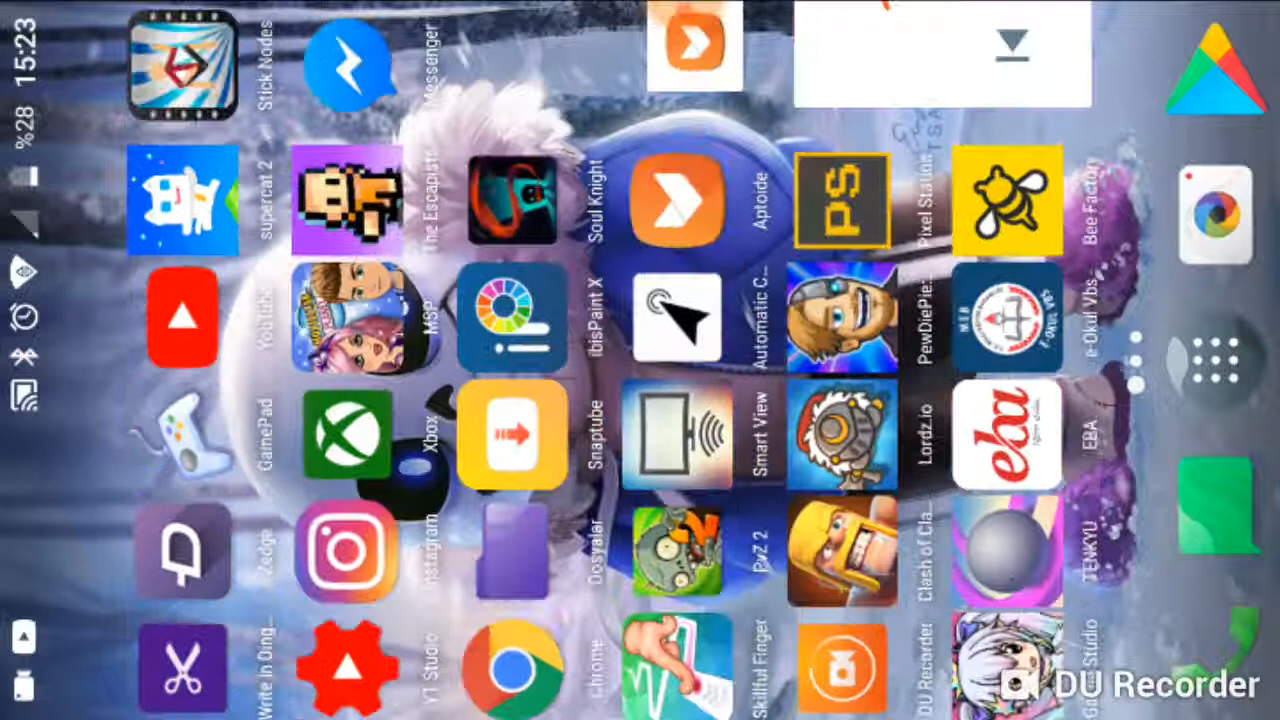 %28 15:23
Write in Ding... Zedge GamePad YouTube supercat 2 Stick Nodes
YT Studio Instagram Xbox MSP The Escapists Messenger
Chrome Dosyalar Snaptube ibisPaint X Soul Knight
Skillful Finger PvZ 2 Smart View Automatic C... Aptoide
PS
DU Recorder Clash of Cla... Lordz.io PewDiePie: Pixel Station
eba
Studio TENKYU EBA e-Okul Vbs Bee Factory
DU Recorder